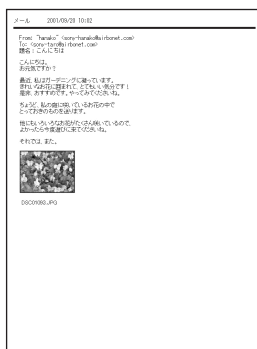 メール 2001/09/20 10:02
From: "hanako" <sony-hanako@airbonet.com>
To: <sony-taro@airbonet.com>
題名 : こんにちは
こんにちは。
お元気ですか?
最近、私はガーデニングに凝っています。
きれいなお花に囲まれて、とてもいい気分です!
是非、おすすめです。やってみてくださいね。
ちょうど、私の庭に咲いているお花の中で
とっておきのものを送ります。
他にもいろいろなお花がたくさん咲いているので、
よかったら今度遊びに来てくださいね。
それでは、また。
DSC01093.JPG